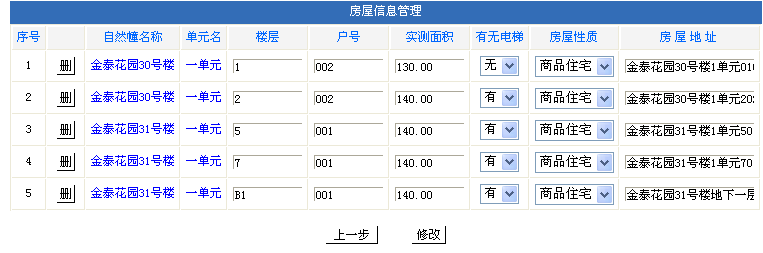 房屋信息管理
序号 自然幢名称 单元名 楼层 户号 实测面积 有无电梯 房屋性质 房 屋 地 址
1 删 金泰花园30号楼 一单元 1 002 130.00 无 商品住宅 金泰花园30号楼1单元01
2 删 金泰花园30号楼 一单元 2 002 140.00 有 商品住宅 金泰花园30号楼1单元20
3 删 金泰花园31号楼 一单元 5 001 140.00 有 商品住宅 金泰花园31号楼1单元50
4 删 金泰花园31号楼 一单元 7 001 140.00 有 商品住宅 金泰花园31号楼1单元70
5 删 金泰花园31号楼 一单元 B1 001 140.00 有 商品住宅 金泰花园31号楼地下一层
上一步 修改